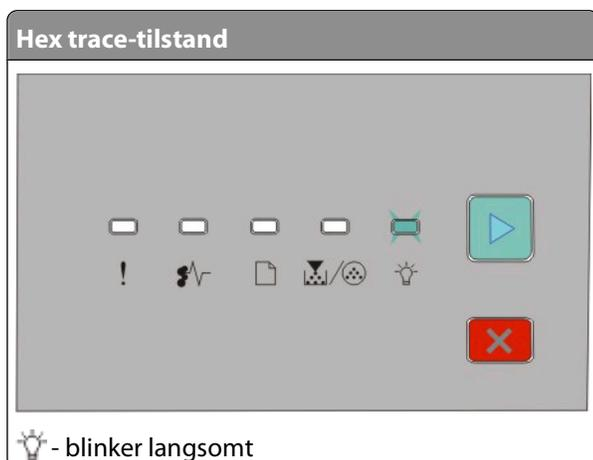 Hex trace-tilstand
!
/
- blinker langsomt